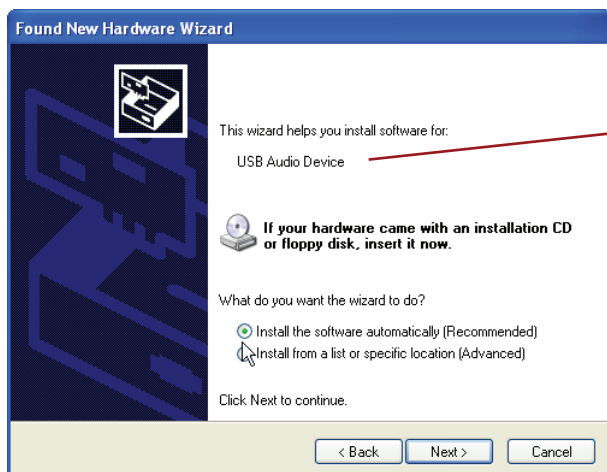 Found New Hardware Wizard
This wizard helps you install software for:
USB Audio Device
If your hardware came with an installation CD
or floppy disk, insert it now.
What do you want the wizard to do?
Install the software automatically (Recommended)
Install from a list or specific location (Advanced)
Click Next to continue.
< Back Next > Cancel